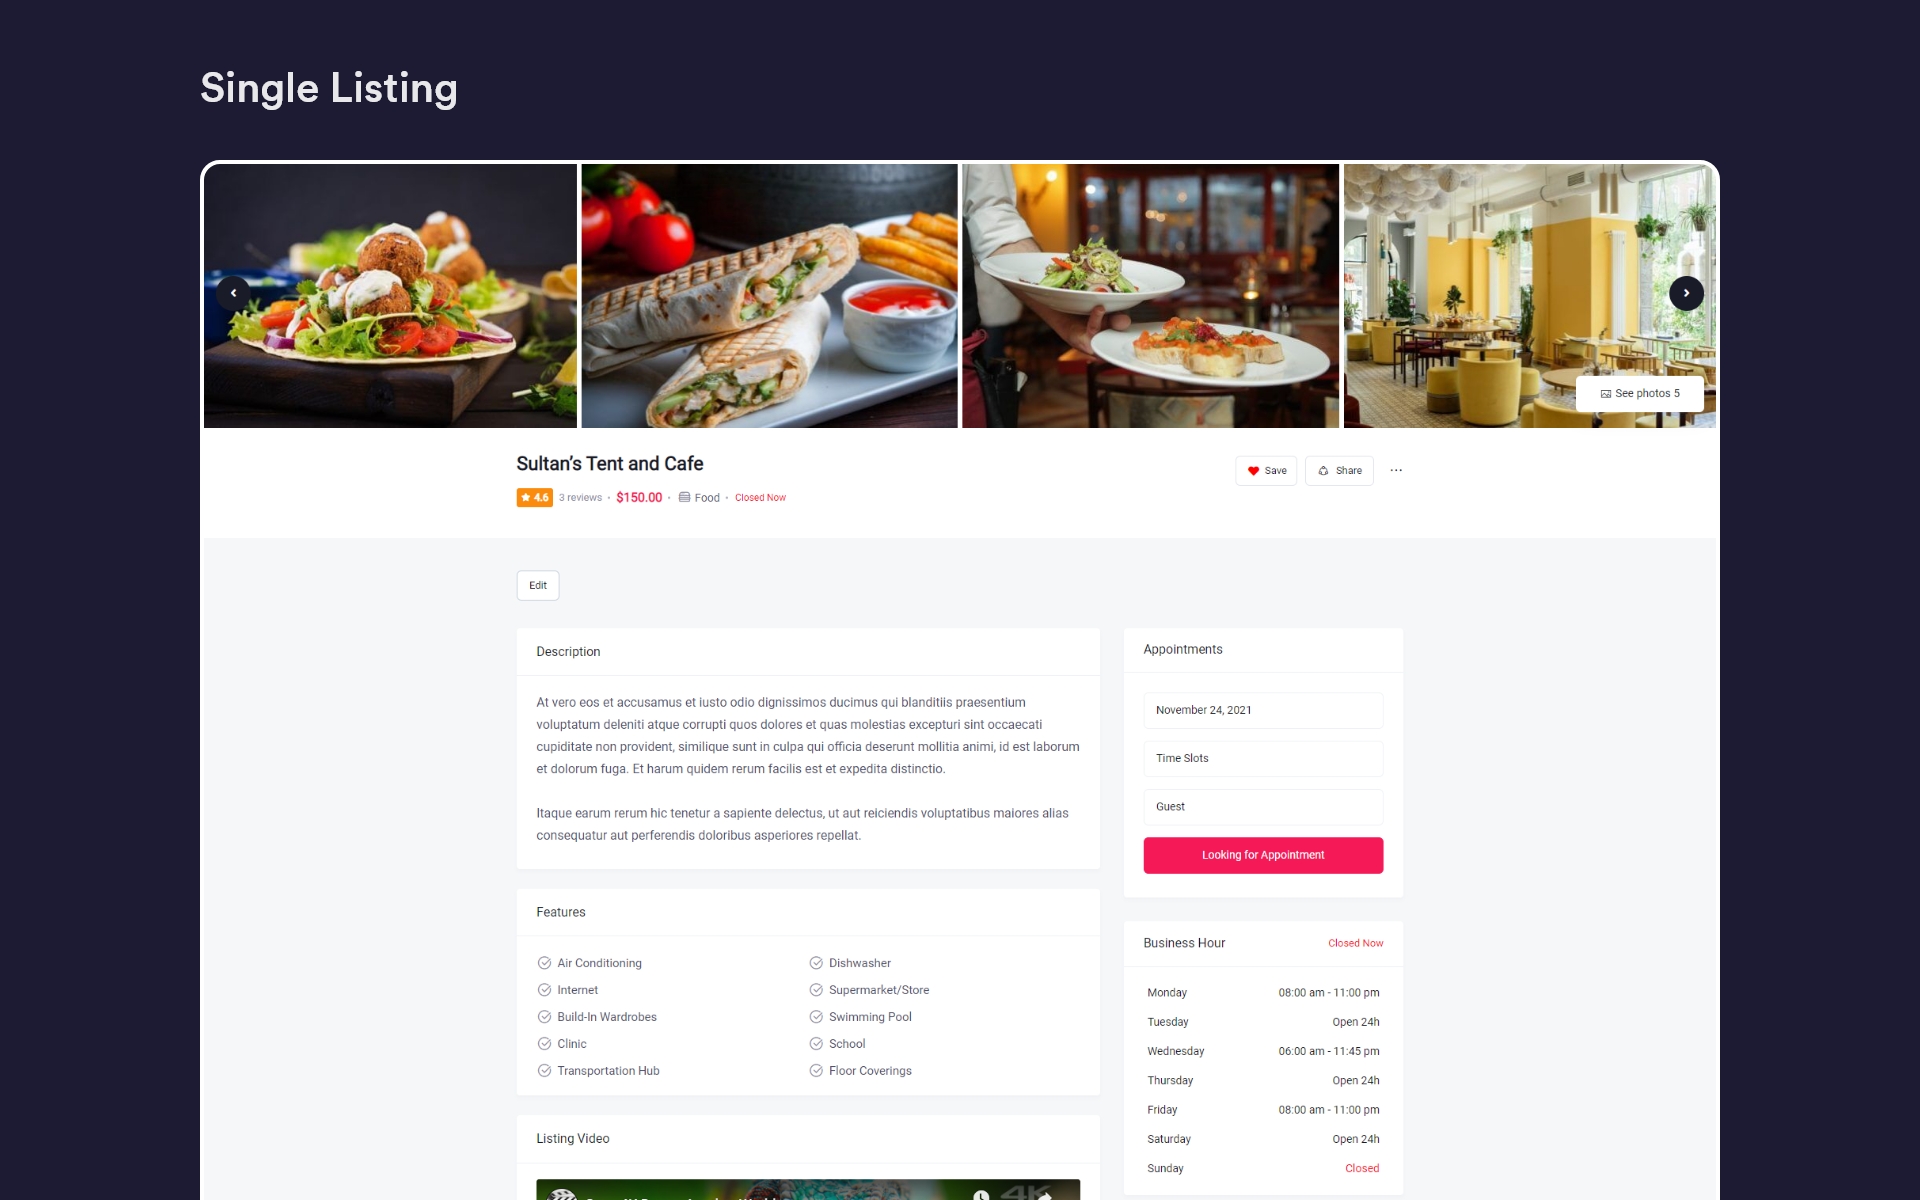 Single Listing
See photos 5
Sultan's Tent and Cafe
Save
Share
4.6 3 reviews • $150.00 • Food • Closed Now
Edit
Description
At vero eos et accusamus et iusto odio dignissimos ducimus qui blanditiis praesentium
voluptatum deleniti atque corrupti quos dolores et quas molestias excepturi sint occaecati
cupiditate non provident, similique sunt in culpa qui officia deserunt mollitia animi, id est laborum
et dolorum fuga. Et harum quidem rerum facilis est et expedita distinctio.
Itaque earum rerum hic tenetur a sapiente delectus, ut aut reiciendis voluptatibus maiores alias
consequatur aut perferendis doloribus asperiores repellat.
Features
Air Conditioning
Dishwasher
Internet
Supermarket/Store
Build-In Wardrobes
Swimming Pool
Clinic
School
Transportation Hub
Floor Coverings
Listing Video
4K
Appointments
November 24, 2021
Time Slots
Guest
Looking for Appointment
Business Hour
Closed Now
Monday 08:00 am - 11:00 pm
Tuesday Open 24h
Wednesday 06:00 am - 11:45 pm
Thursday Open 24h
Friday 08:00 am - 11:00 pm
Saturday Open 24h
Sunday Closed